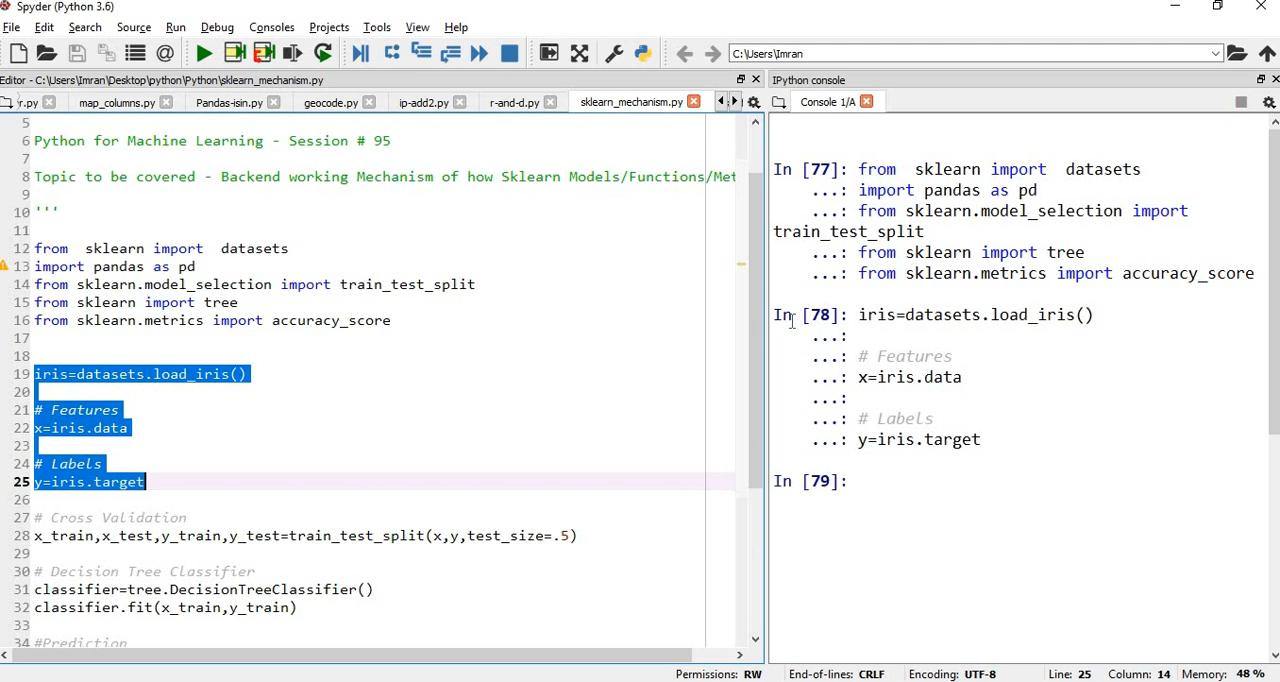 Spyder (Python 3.6)
File Edit Search Source Run Debug Consoles Projects Tools View Help
C:\Users\Imran
Editor - C:\Users\Imran\Desktop\python\Python\sklearn_mechanism.py
IPython console
r.py map_columns.py Pandas-isin.py geocode.py ip-add2.py r-and-d.py sklearn_mechanism.py
Console 1/A
5
6 Python for Machine Learning - Session # 95
7
8 Topic to be covered - Backend working Mechanism of how Sklearn Models/Functions/Met
9
10 '''
11
12 from  sklearn import  datasets
13 import pandas as pd
14 from sklearn.model_selection import train_test_split
15 from sklearn import tree
16 from sklearn.metrics import accuracy_score
17
18
19 iris=datasets.load_iris()
20
21 # Features
22 x=iris.data
23
24 # Labels
25 y=iris.target
26
27 # Cross Validation
28 x_train,x_test,y_train,y_test=train_test_split(x,y,test_size=.5)
29
30 # Decision Tree Classifier
31 classifier=tree.DecisionTreeClassifier()
32 classifier.fit(x_train,y_train)
33
34 #Prediction
In [77]: from  sklearn import  datasets
...: import pandas as pd
...: from sklearn.model_selection import
train_test_split
...: from sklearn import tree
...: from sklearn.metrics import accuracy_score
In [78]: iris=datasets.load_iris()
...:
...: # Features
...: x=iris.data
...:
...: # Labels
...: y=iris.target
In [79]:
Permissions: RW End-of-lines: CRLF Encoding: UTF-8 Line: 25 Column: 14 Memory: 48 %